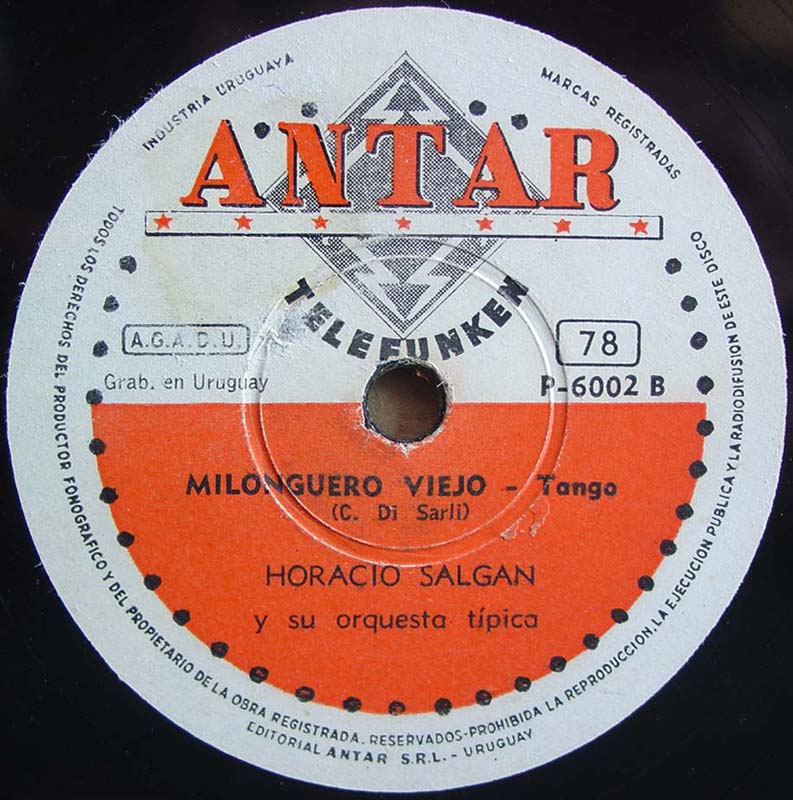 INDUSTRIA URUGUAYA
MARCAS REGISTRADAS
ANTAR
TELEFUNKEN
A.G.A.D.U.
78
Grab. en Uruguay
P-6002 B
MILONGUERO VIEJO - Tango
(C. Di Sarli)
HORACIO SALGAN
y su orquesta típica
TODOS LOS DERECHOS DEL PRODUCTOR FONOGRAFICO Y DEL PROPIETARIO DE LA OBRA REGISTRADA. RESERVADOS-PROHIBIDA LA REPRODUCCION. LA EJECUCION PUBLICA Y LA RADIODIFUSION DE ESTE DISCO
EDITORIAL ANTAR S.R.L. - URUGUAY